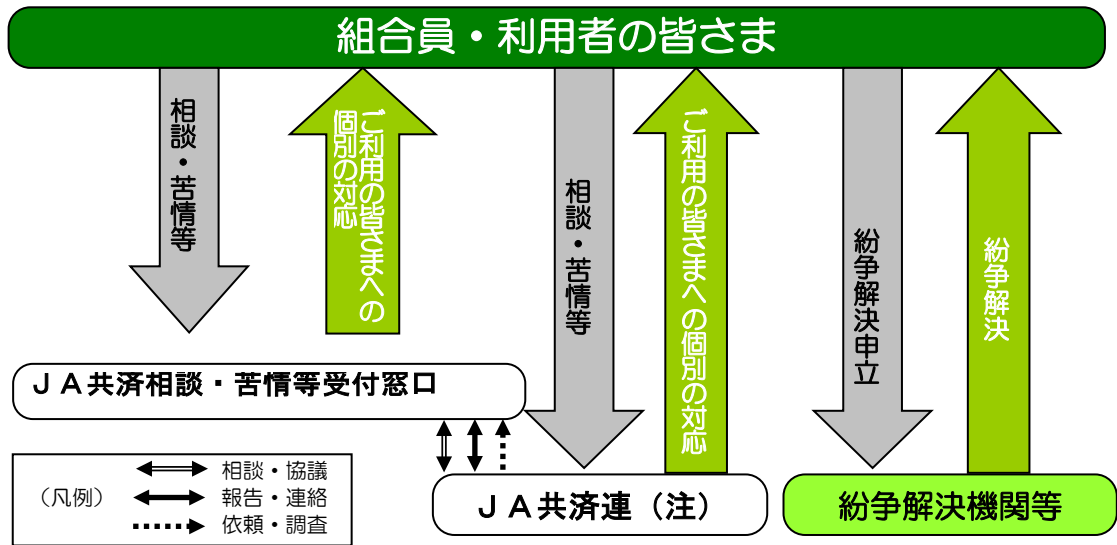 組合員・利用者の皆さま
相談・苦情等
ご利用の皆さまへの
個別の対応
相談・苦情等
ご利用の皆さまへの個別の対応
紛争解決申立
紛争解決
ＪＡ共済相談・苦情等受付窓口
（凡例）
相談・協議
報告・連絡
依頼・調査
ＪＡ共済連（注）
紛争解決機関等